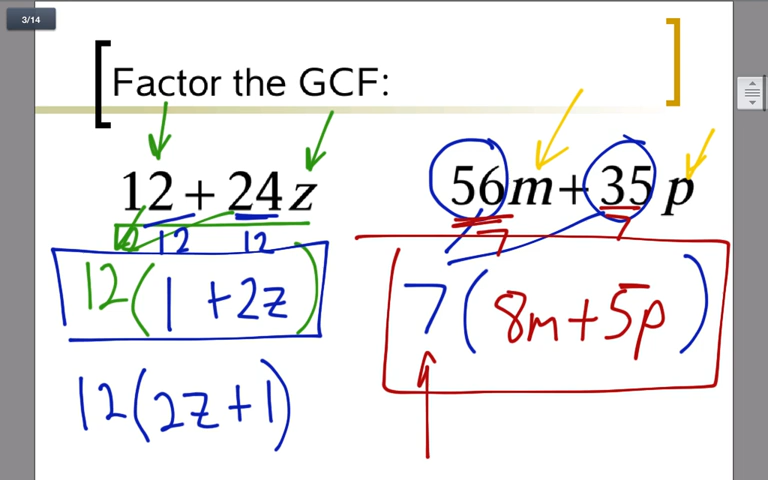 3/14
Factor the GCF:
12 + 24z
12 12 12
12(1 + 2z)
12(2z + 1)
56m + 35p
7 7
7(8m + 5p)